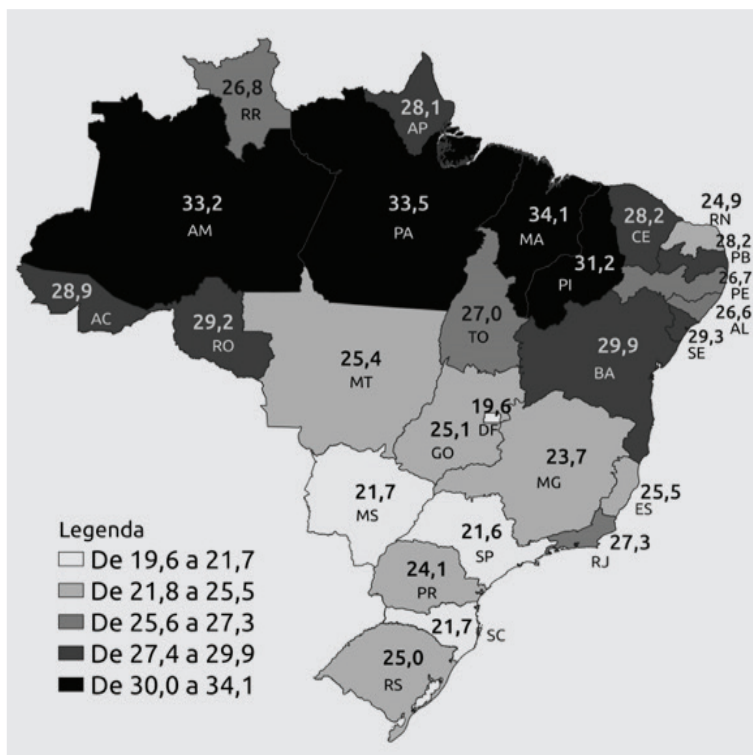 26,8
RR
28,1
AP
33,2
AM
33,5
PA
34,1
MA
31,2
PI
28,2
CE
24,9
RN
28,2
PB
26,7
PE
26,6
AL
29,3
SE
28,9
AC
29,2
RO
27,0
TO
29,9
BA
25,4
MT
19,6
DF
25,1
GO
23,7
MG
25,5
ES
21,7
MS
21,6
SP
27,3
RJ
24,1
PR
21,7
SC
25,0
RS
Legenda
De 19,6 a 21,7
De 21,8 a 25,5
De 25,6 a 27,3
De 27,4 a 29,9
De 30,0 a 34,1